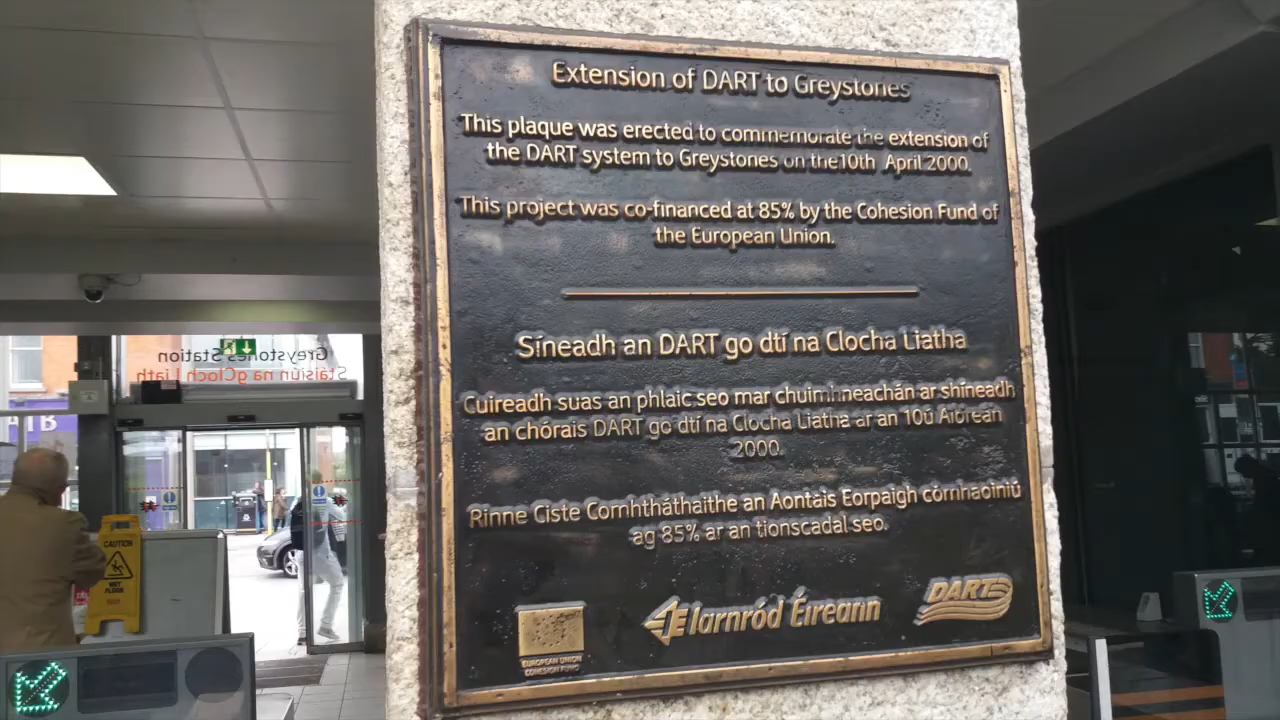 Extension of DART to Greystones
This plaque was erected to commemorate the extension of
the DART system to Greystones on the10th April 2000.
This project was co-financed at 85% by the Cohesion Fund of
the European Union.
Síneadh an DART go dtí na Clocha Liatha
Cuireadh suas an phlaic seo mar chuimhneachán ar shíneadh
an chórais DART go dtí na Clocha Liatha ar an 10ú Aibreán
2000.
Rinne Ciste Comhtháthaithe an Aontais Eorpaigh cómhaoiniú
ag 85% ar an tionscadal seo.
EUROPEAN UNION
COHESION FUND
Iarnród Éireann
DART
Greystones Station
Stáisiún na gCloch Liath
AIB
CAUTION
WET
FLOOR